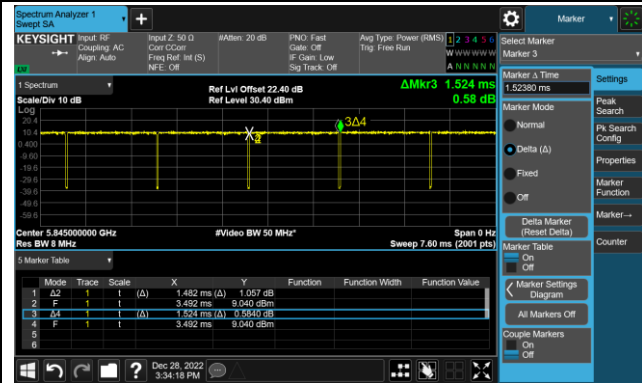 Spectrum Analyzer 1
Swept SA
Marker
KEYSIGHT Input: RF
Coupling: AC
Align: Auto
Input Z: 50 Ω
Corr CCorr
Freq Ref: Int (S)
NFE: Off
#Atten: 20 dB
PNO: Fast
Gate: Off
IF Gain: Low
Sig Track: Off
Avg Type: Power (RMS)
Trig: Free Run
1 2 3 4 5 6
W W W W W W
A N N N N N
LXI
Select Marker
Marker 3
1 Spectrum
Scale/Div 10 dB
Ref Lvl Offset 22.40 dB
Ref Level 30.40 dBm
ΔMkr3 1.524 ms
0.58 dB
Log
20.4
10.4
0.400
-9.60
-19.6
-29.6
-39.6
-49.6
-59.6
3Δ4
2
Center 5.845000000 GHz
Res BW 8 MHz
#Video BW 50 MHz*
Span 0 Hz
Sweep 7.60 ms (2001 pts)
5 Marker Table
Mode Trace Scale X Y Function Function Width Function Value
1 Δ2 1 t (Δ) 1.482 ms (Δ) 1.057 dB
2 F 1 t 3.492 ms 9.040 dBm
3 Δ4 1 t (Δ) 1.524 ms (Δ) 0.5840 dB
4 F 1 t 3.492 ms 9.040 dBm
5
6
Marker Δ Time
1.52380 ms
Marker Mode
Normal
Delta (Δ)
Fixed
Off
Delta Marker
(Reset Delta)
Marker Table
On
Off
Marker Settings
Diagram
All Markers Off
Couple Markers
On
Off
Settings
Peak
Search
Pk Search
Config
Properties
Marker
Function
Marker→
Counter
Dec 28, 2022
3:34:18 PM